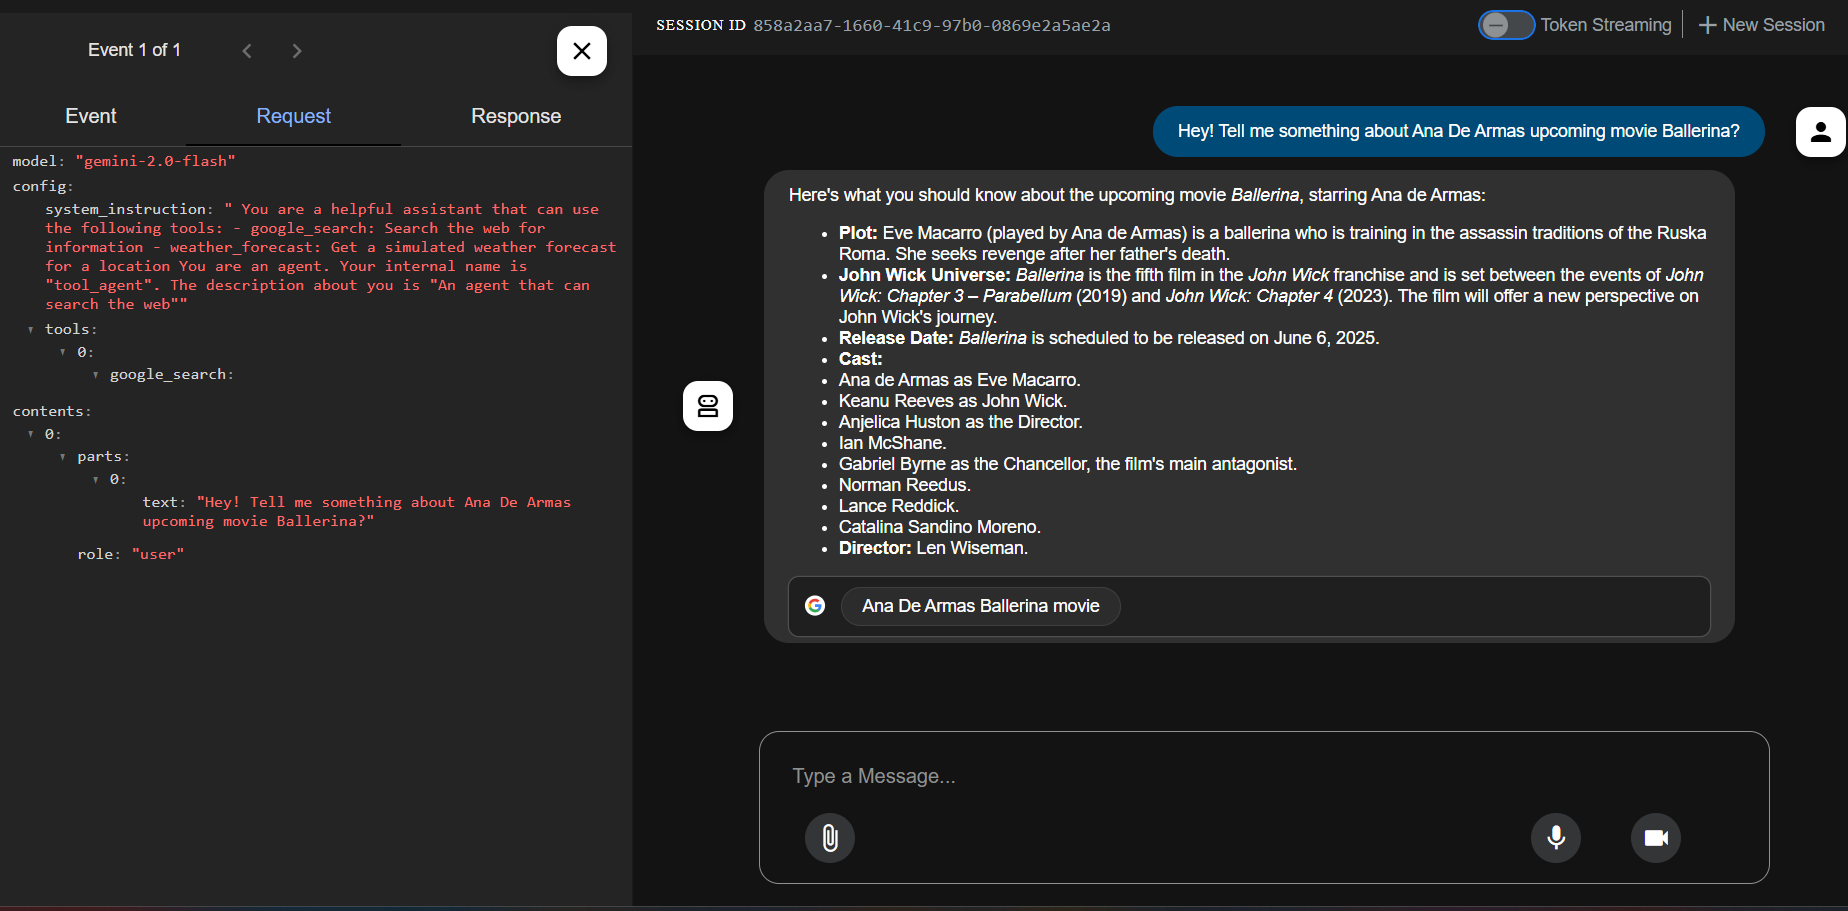 Event 1 of 1
Event
Request
Response
model: "gemini-2.0-flash"
config:
system_instruction: " You are a helpful assistant that can use
the following tools: - google_search: Search the web for
information - weather_forecast: Get a simulated weather forecast
for a location You are an agent. Your internal name is
"tool_agent". The description about you is "An agent that can
search the web""
tools:
0:
google_search:
contents:
0:
parts:
0:
text: "Hey! Tell me something about Ana De Armas
upcoming movie Ballerina?"
role: "user"
SESSION ID 858a2aa7-1660-41c9-97b0-0869e2a5ae2a
Token Streaming
New Session
Hey! Tell me something about Ana De Armas upcoming movie Ballerina?
Here's what you should know about the upcoming movie Ballerina, starring Ana de Armas:
• Plot: Eve Macarro (played by Ana de Armas) is a ballerina who is training in the assassin traditions of the Ruska
Roma. She seeks revenge after her father's death.
• John Wick Universe: Ballerina is the fifth film in the John Wick franchise and is set between the events of John
Wick: Chapter 3 – Parabellum (2019) and John Wick: Chapter 4 (2023). The film will offer a new perspective on
John Wick's journey.
• Release Date: Ballerina is scheduled to be released on June 6, 2025.
• Cast:
• Ana de Armas as Eve Macarro.
• Keanu Reeves as John Wick.
• Anjelica Huston as the Director.
• Ian McShane.
• Gabriel Byrne as the Chancellor, the film's main antagonist.
• Norman Reedus.
• Lance Reddick.
• Catalina Sandino Moreno.
• Director: Len Wiseman.
Ana De Armas Ballerina movie
Type a Message...